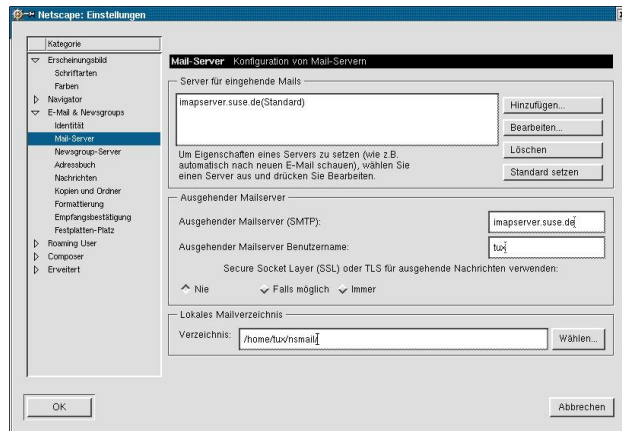 Netscape: Einstellungen
Kategorie
Erscheinungsbild
Schriftarten
Farben
Navigator
E-Mail & Newsgroups
Identität
Mail-Server
Newsgroup-Server
Adressbuch
Nachrichten
Kopien und Ordner
Formattierung
Empfangsbestätigung
Festplatten-Platz
Roaming User
Composer
Erweitert
Mail-Server Konfiguration von Mail-Servern
Server für eingehende Mails
imapserver.suse.de(Standard)
Hinzufügen...
Bearbeiten...
Löschen
Standard setzen
Um Eigenschaften eines Servers zu setzen (wie z.B.
automatisch nach neuen E-Mail schauen), wählen Sie
einen Server aus und drücken Sie Bearbeiten.
Ausgehender Mailserver
Ausgehender Mailserver (SMTP): imapserver.suse.de
Ausgehender Mailserver Benutzername: tux
Secure Socket Layer (SSL) oder TLS für ausgehende Nachrichten verwenden:
Nie Falls möglich Immer
Lokales Mailverzeichnis
Verzeichnis: /home/tux/nsmail/ Wählen...
OK Abbrechen